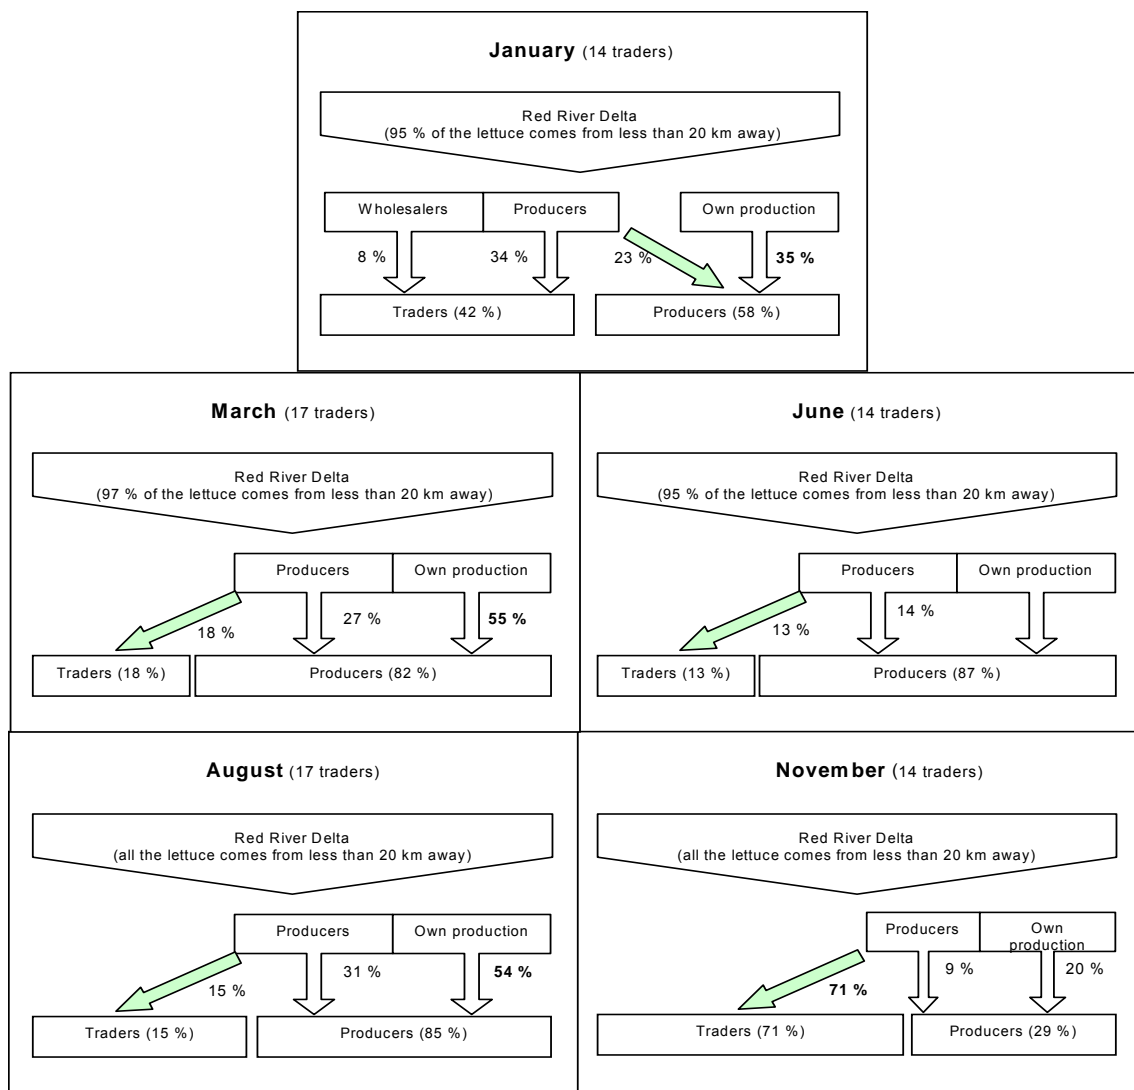 January (14 traders)
Red River Delta
(95 % of the lettuce comes from less than 20 km away)
Wholesalers
Producers
Own production
8 %
34 %
23 %
35 %
Traders (42 %)
Producers (58 %)
March (17 traders)
Red River Delta
(97 % of the lettuce comes from less than 20 km away)
Producers
Own production
18 %
27 %
55 %
Traders (18 %)
Producers (82 %)
June (14 traders)
Red River Delta
(95 % of the lettuce comes from less than 20 km away)
Producers
Own production
13 %
14 %
Traders (13 %)
Producers (87 %)
August (17 traders)
Red River Delta
(all the lettuce comes from less than 20 km away)
Producers
Own production
15 %
31 %
54 %
Traders (15 %)
Producers (85 %)
November (14 traders)
Red River Delta
(all the lettuce comes from less than 20 km away)
Producers
Own
production
71 %
9 %
20 %
Traders (71 %)
Producers (29 %)